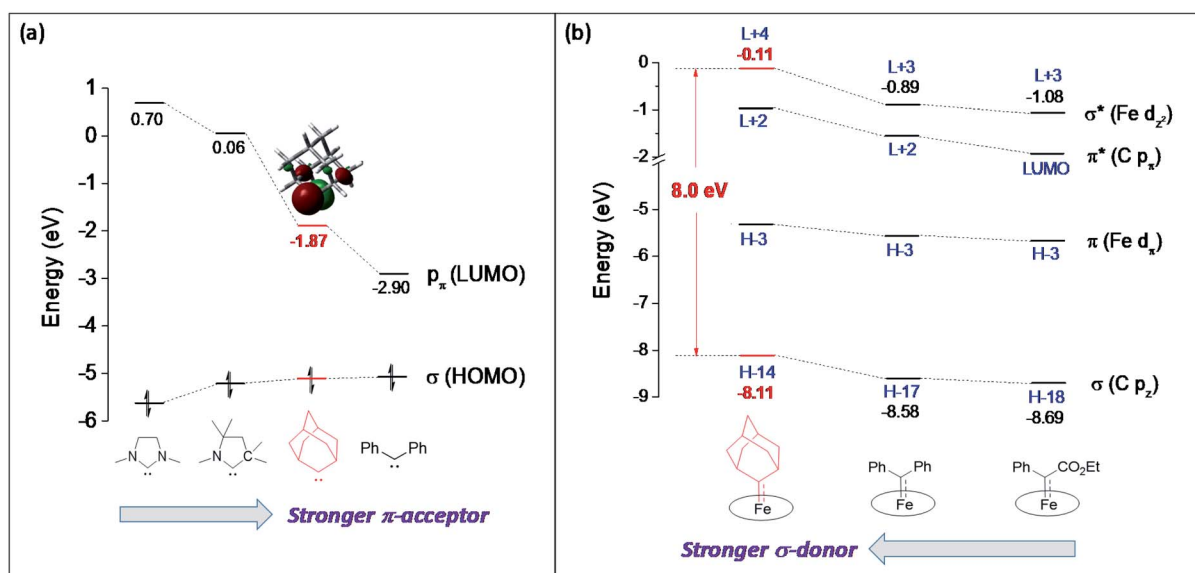 (a)
Energy (eV)
1
0
-1
-2
-3
-4
-5
-6
0.70
0.06
-1.87
-2.90
pπ (LUMO)
σ (HOMO)
N N
N C
Ph Ph
Stronger π-acceptor
(b)
Energy (eV)
0
-1
-2
-5
-6
-7
-8
-9
8.0 eV
L+4
-0.11
L+3
-0.89
L+3
-1.08
σ* (Fe dz²)
L+2
L+2
LUMO
π* (C pπ)
H-3
H-3
H-3
π (Fe dπ)
H-14
-8.11
H-17
-8.58
H-18
-8.69
σ (C pz)
Fe
Ph Ph
Fe
Ph CO₂Et
Fe
Stronger σ-donor